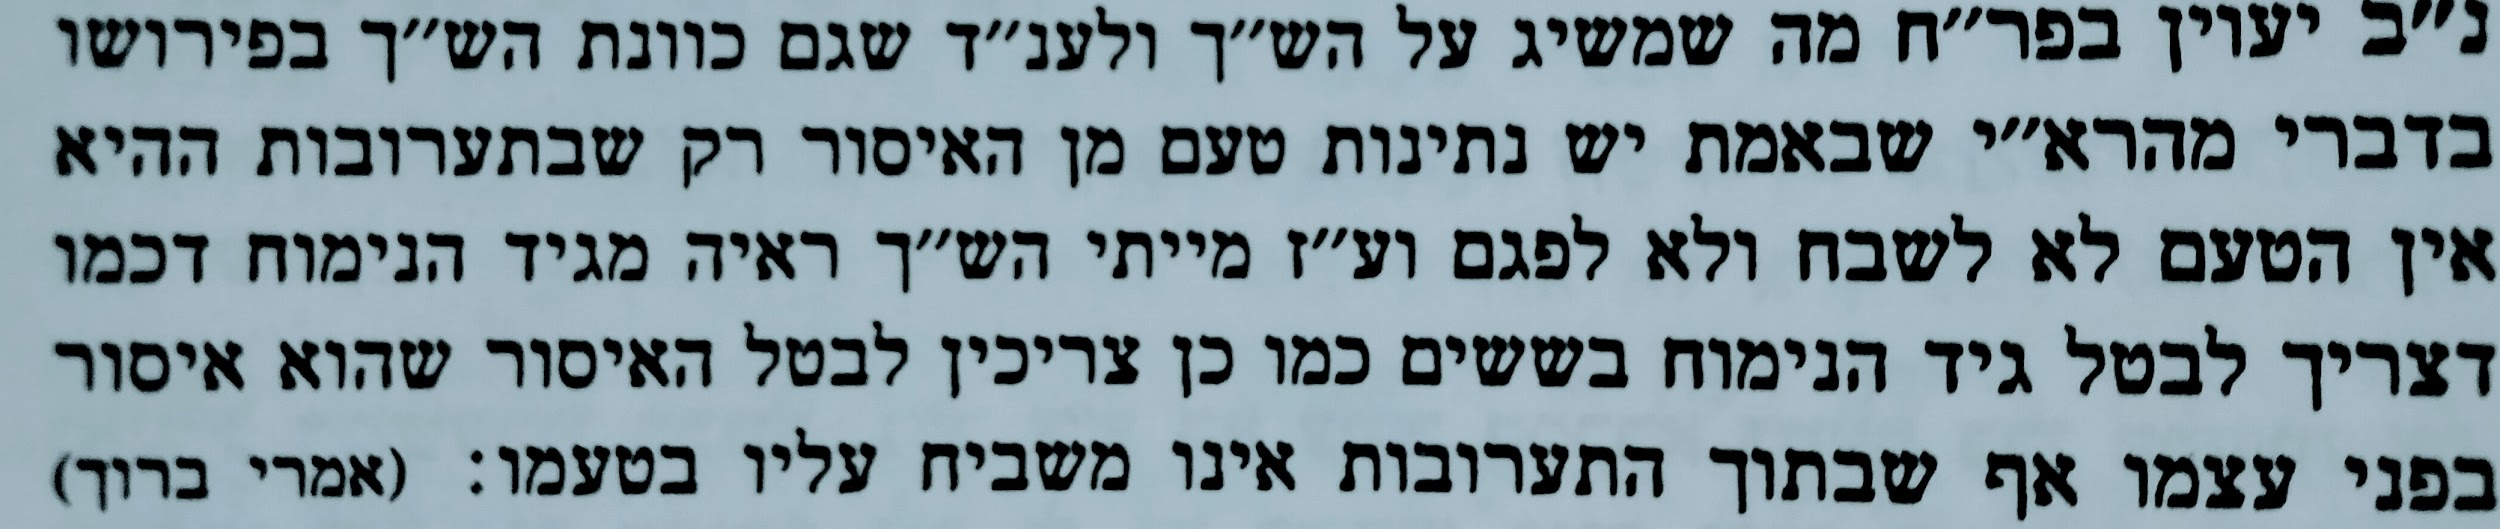 נ״ב יעוין בפר״ח מה שמשיג על הש״ך ולענ״ד שגם כוונת הש״ך בפירושו
בדברי מהרא״י שבאמת יש נתינות טעם מן האיסור רק שבתערובות ההיא
אין הטעם לא לשבח ולא לפגם וע״ז מייתי הש״ך ראיה מגיד הנימוח דכמו
דצריך לבטל גיד הנימוח בששים כמו כן צריכין לבטל האיסור שהוא איסור
בפני עצמו אף שבתוך התערובות אינו משביח עליו בטעמו: (אמרי ברוך)